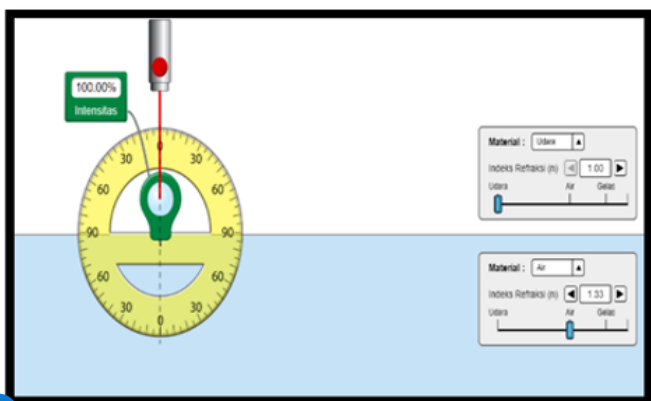 100.00%
Intensitas
0
30 30
60 60
90 90
60 60
30 30
0
Material : Udara
Indeks Refraksi (n) 1.00
Udara Air Gelas
Material : Air
Indeks Refraksi (n) 1.33
Udara Air Gelas